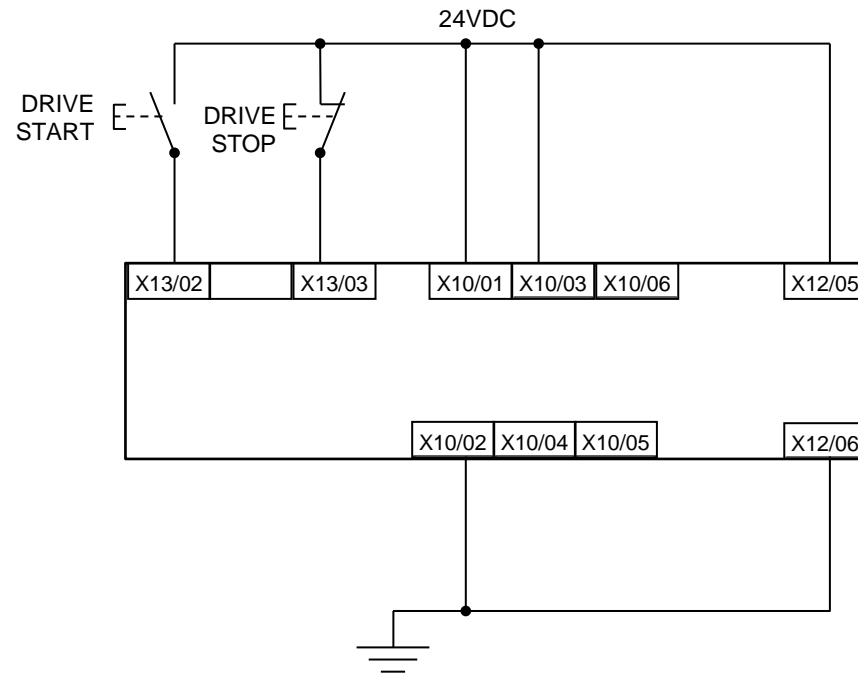 24VDC
DRIVE
START
DRIVE
STOP
X13/02
X13/03
X10/01
X10/03
X10/06
X12/05
X10/02
X10/04
X10/05
X12/06